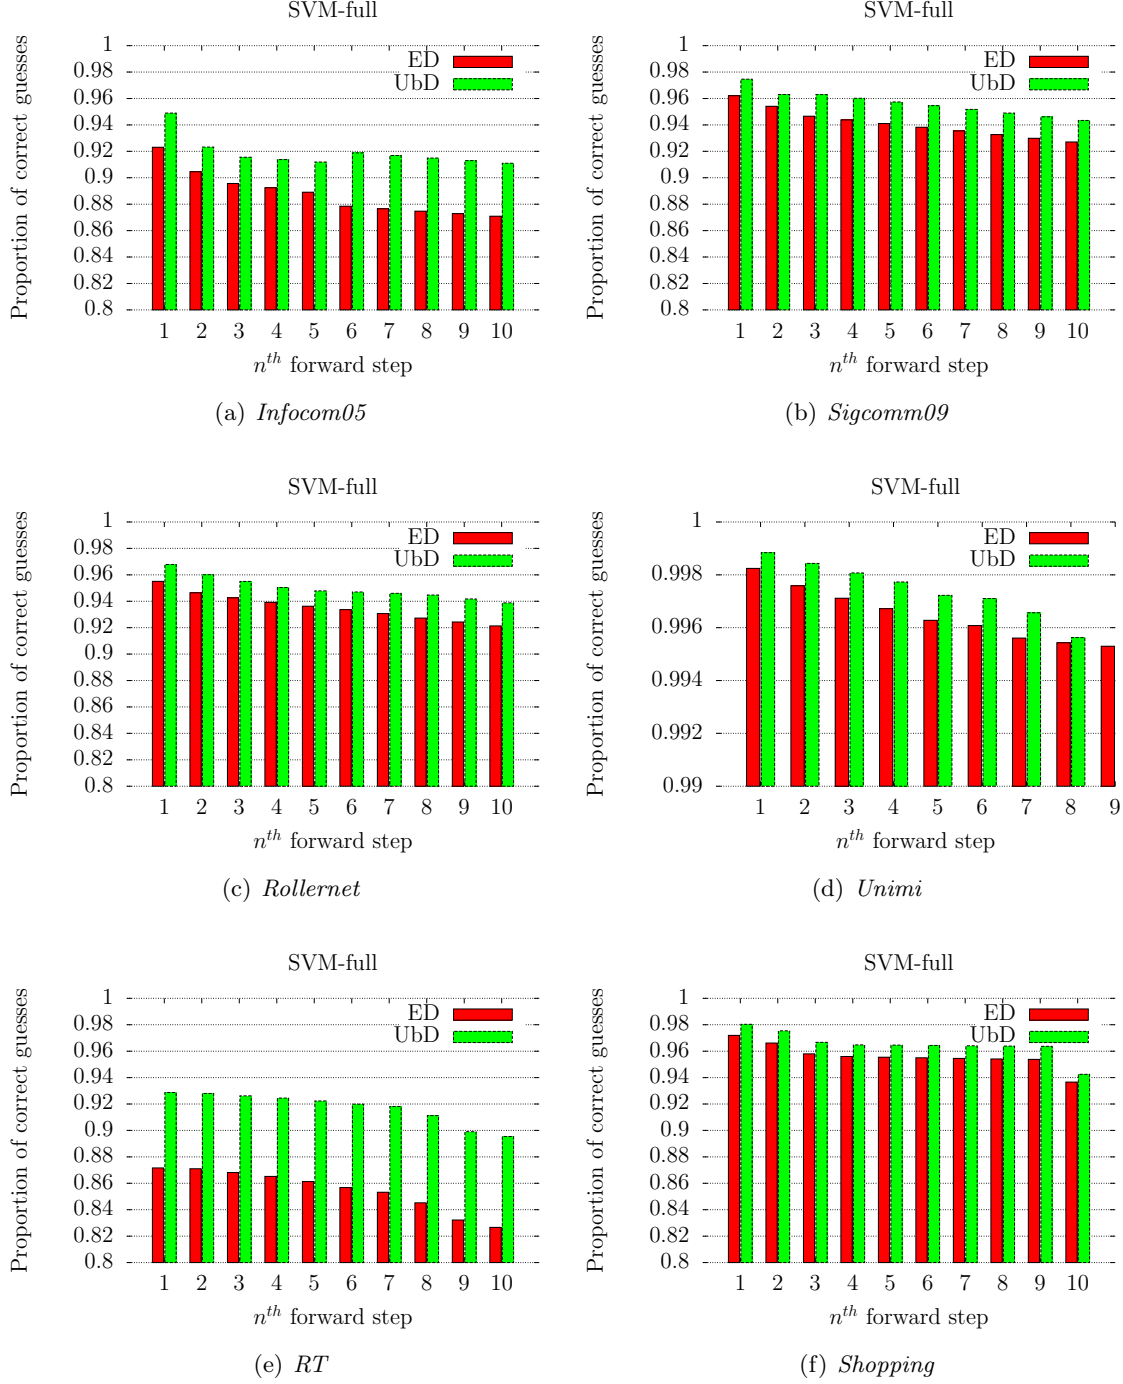 SVM-full
Proportion of correct guesses
1
0.98
0.96
0.94
0.92
0.9
0.88
0.86
0.84
0.82
0.8
ED
UbD
1 2 3 4 5 6 7 8 9 10
nth forward step
(a) Infocom05
SVM-full
Proportion of correct guesses
1
0.98
0.96
0.94
0.92
0.9
0.88
0.86
0.84
0.82
0.8
ED
UbD
1 2 3 4 5 6 7 8 9 10
nth forward step
(b) Sigcomm09
SVM-full
Proportion of correct guesses
1
0.98
0.96
0.94
0.92
0.9
0.88
0.86
0.84
0.82
0.8
ED
UbD
1 2 3 4 5 6 7 8 9 10
nth forward step
(c) Rollernet
SVM-full
Proportion of correct guesses
1
0.998
0.996
0.994
0.992
0.99
ED
UbD
1 2 3 4 5 6 7 8 9
nth forward step
(d) Unimi
SVM-full
Proportion of correct guesses
1
0.98
0.96
0.94
0.92
0.9
0.88
0.86
0.84
0.82
0.8
ED
UbD
1 2 3 4 5 6 7 8 9 10
nth forward step
(e) RT
SVM-full
Proportion of correct guesses
1
0.98
0.96
0.94
0.92
0.9
0.88
0.86
0.84
0.82
0.8
ED
UbD
1 2 3 4 5 6 7 8 9 10
nth forward step
(f) Shopping